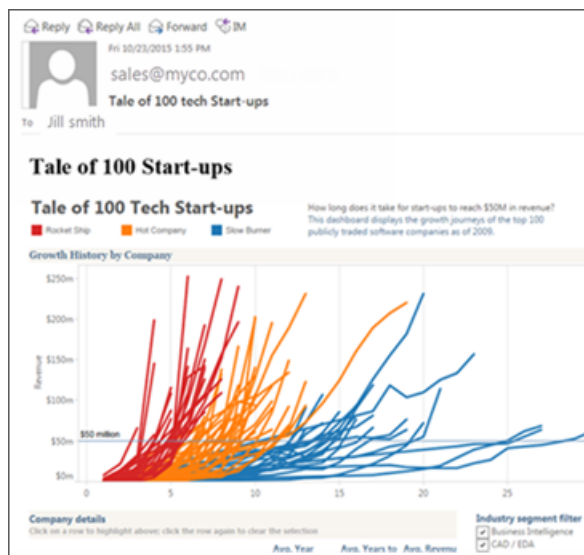 Reply Reply All Forward IM
Fri 10/23/2015 1:55 PM
sales@myco.com
Tale of 100 tech Start-ups
To Jill smith
Tale of 100 Start-ups
Tale of 100 Tech Start-ups
Rocket Ship Hot Company Slow Burner
How long does it take for start-ups to reach $50M in revenue?
This dashboard displays the growth journeys of the top 100
publicly traded software companies as of 2009.
Growth History by Company
$250m
$200m
$150m
$100m
$50m
$0m
Revenue
$50 million
0 5 10 15 20 25
Company details
Click on a row to highlight above; click the row again to clear the selection
Avg. Year Avg. Years to Avg. Revenu
Industry segment filter
Business Intelligence
CAD / EDA